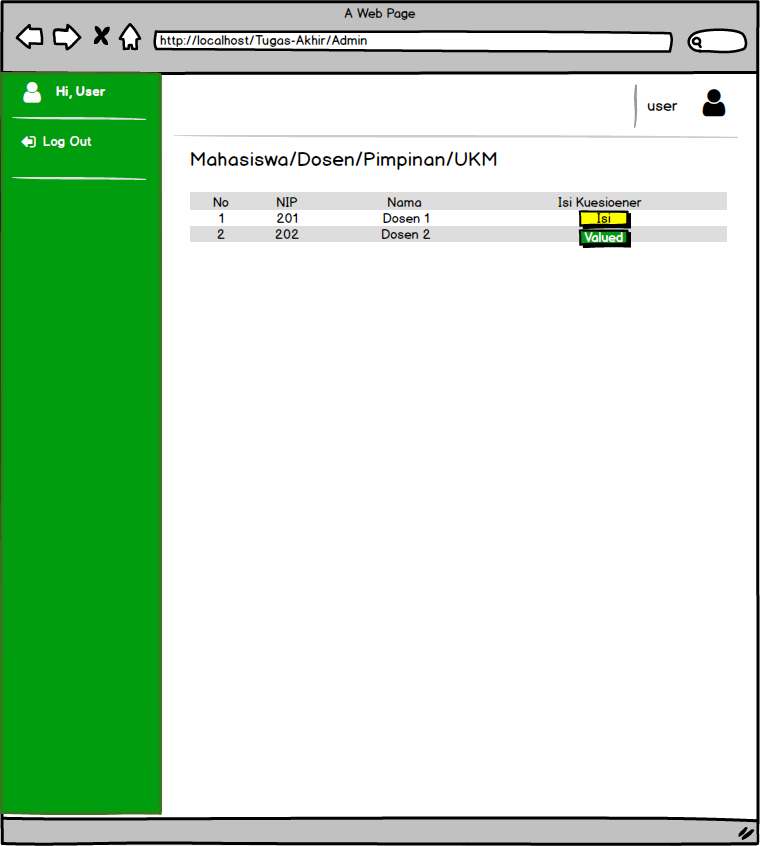 A Web Page
http://localhost/Tugas-Akhir/Admin
Hi, User
user
Log Out
Mahasiswa/Dosen/Pimpinan/UKM
No NIP Nama Isi Kuesioener
1 201 Dosen 1 Isi
2 202 Dosen 2 Valued